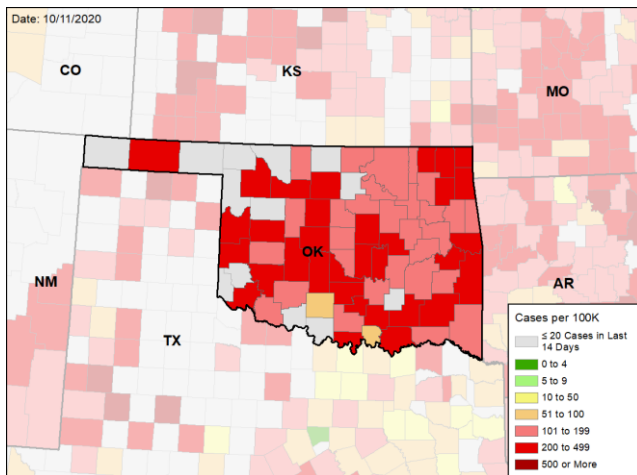 Date: 10/11/2020
CO
KS
MO
OK
NM
TX
AR
Cases per 100K
≤ 20 Cases in Last
14 Days
0 to 4
5 to 9
10 to 50
51 to 100
101 to 199
200 to 499
500 or More